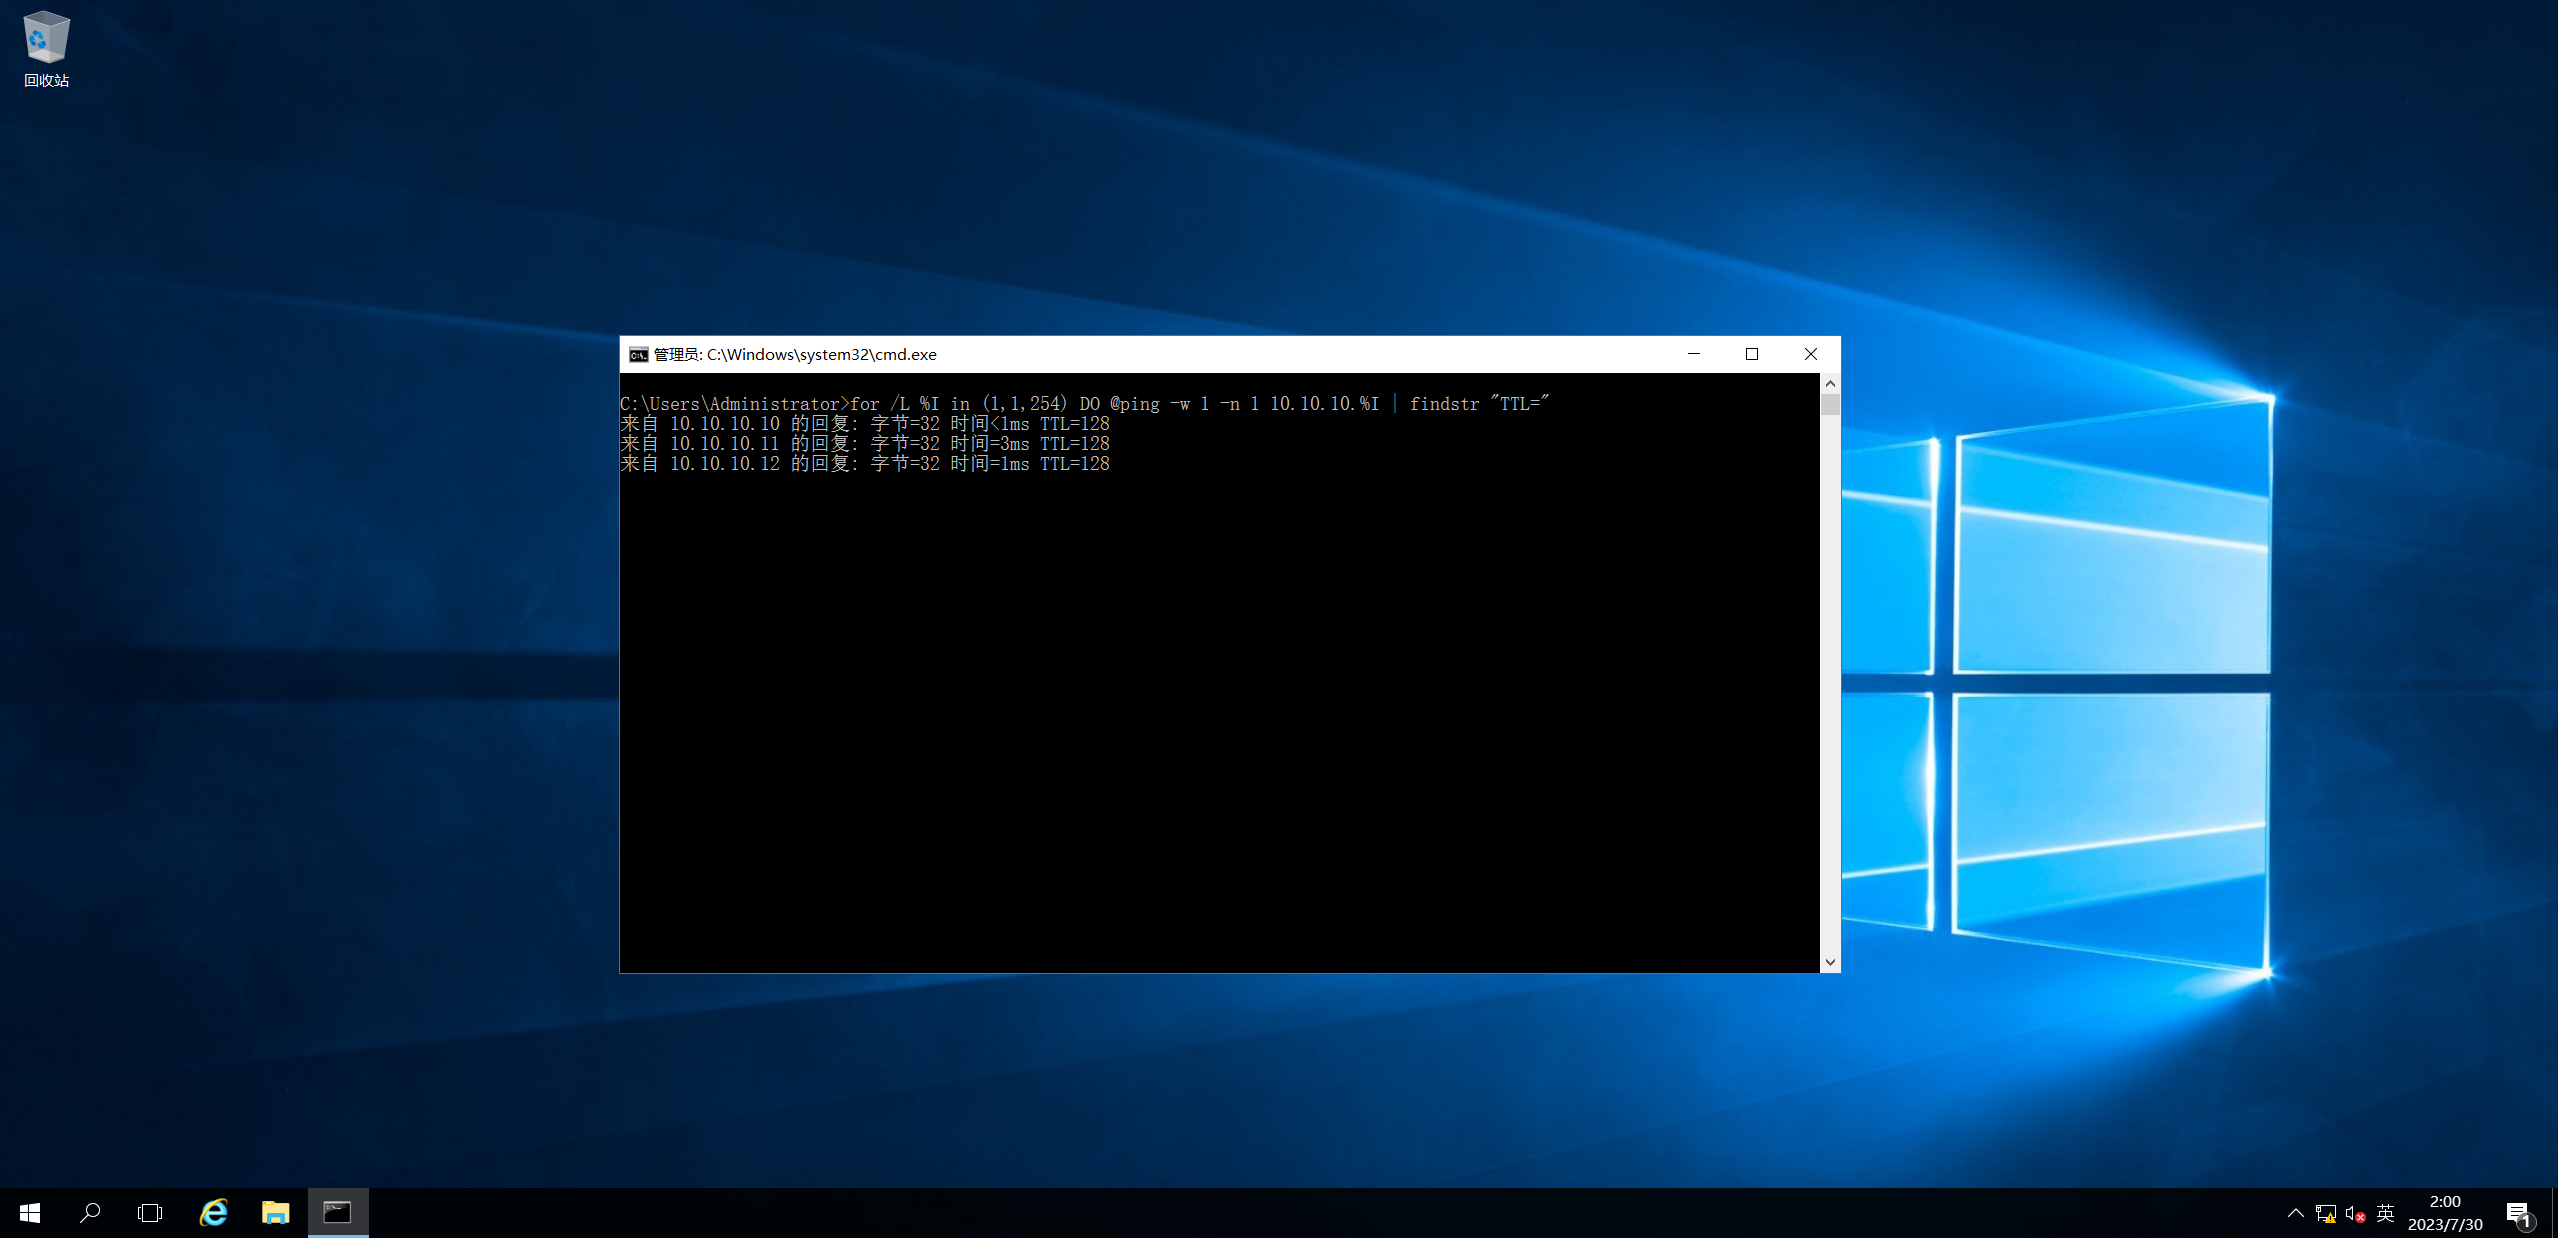 回收站
管理员: C:\Windows\system32\cmd.exe
C:\Users\Administrator>for /L %I in (1,1,254) DO @ping -w 1 -n 1 10.10.10.%I | findstr "TTL="
来自 10.10.10.10 的回复: 字节=32 时间<1ms TTL=128
来自 10.10.10.11 的回复: 字节=32 时间=3ms TTL=128
来自 10.10.10.12 的回复: 字节=32 时间=1ms TTL=128
英
2:00
2023/7/30
1